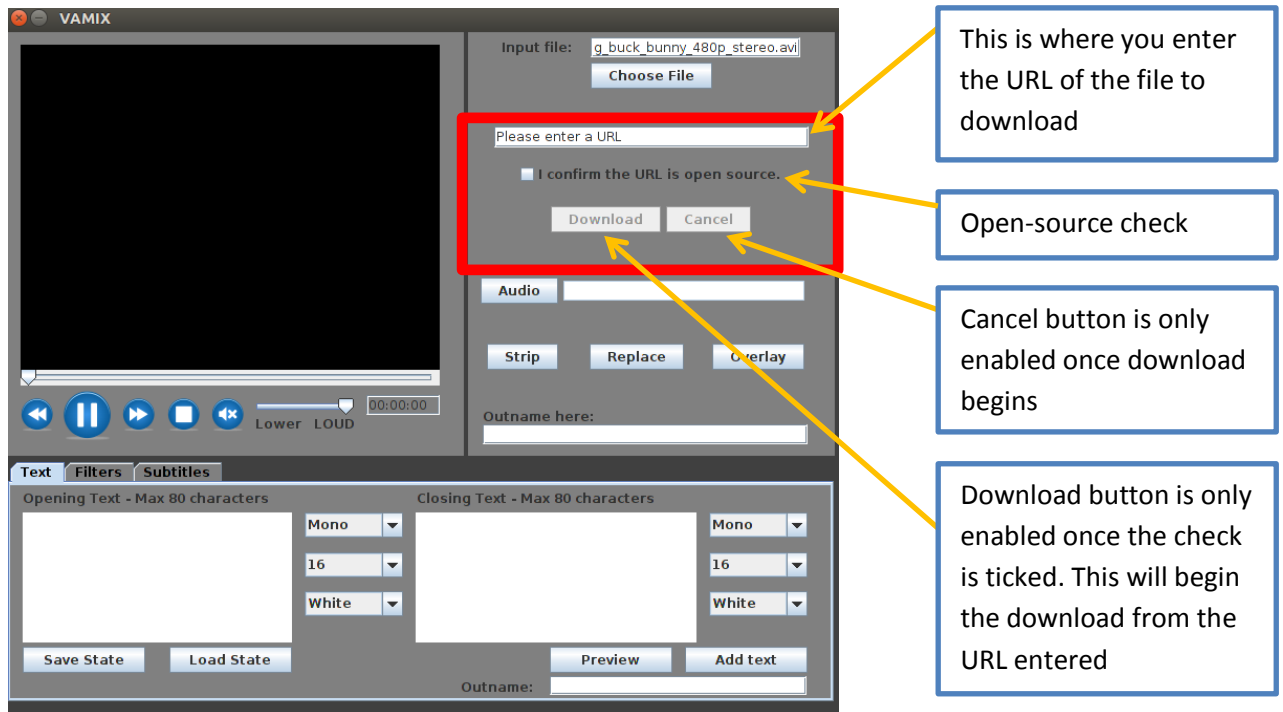 VAMIX
Input file: g_buck_bunny_480p_stereo.avi
Choose File
Please enter a URL
I confirm the URL is open source.
Download Cancel
Audio
Strip Replace Overlay
00:00:00
Lower LOUD
Outname here:
Text Filters Subtitles
Opening Text - Max 80 characters
Closing Text - Max 80 characters
Mono
16
White
Mono
16
White
Save State Load State
Preview Add text
Outname:
This is where you enter
the URL of the file to
download
Open-source check
Cancel button is only
enabled once download
begins
Download button is only
enabled once the check
is ticked. This will begin
the download from the
URL entered